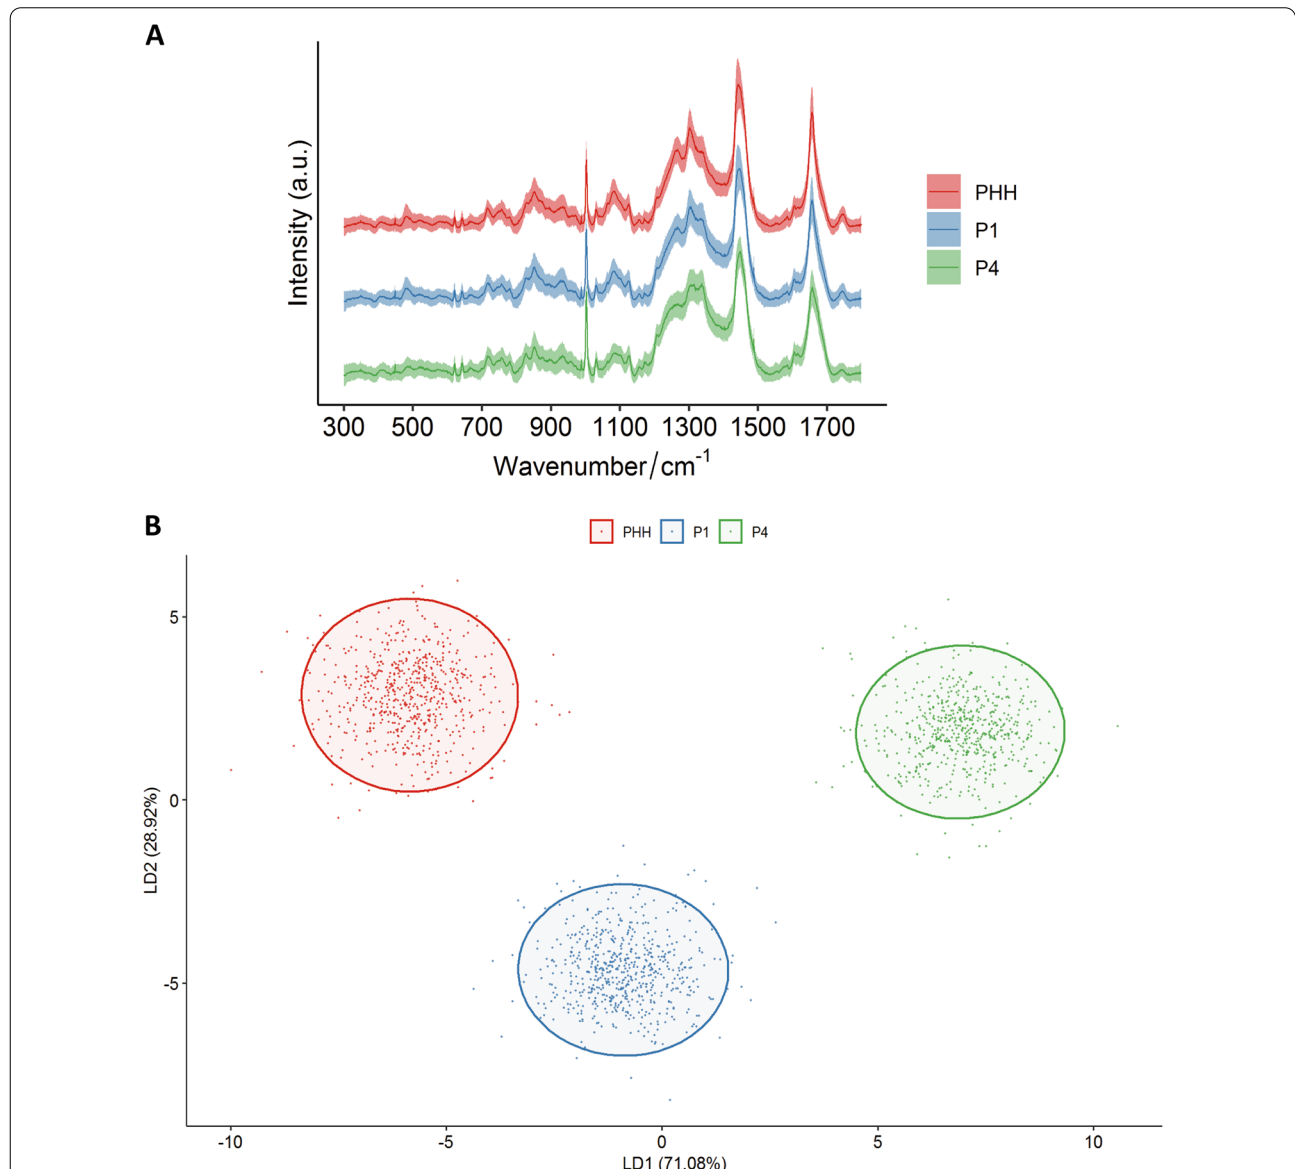 A
Intensity (a.u.)
PHH
P1
P4
300 500 700 900 1100 1300 1500 1700
Wavenumber/cm-1
B
PHH P1 P4
5
0
-5
LD2 (28.92%)
-10 -5 0 5 10
LD1 (71.08%)